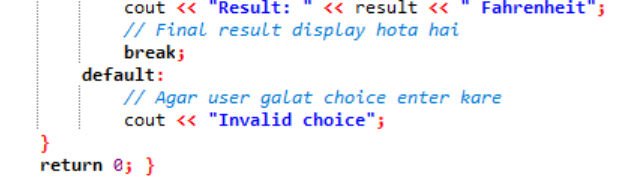 cout << "Result: " << result << " Fahrenheit";
// Final result display hota hai
break;
default:
// Agar user galat choice enter kare
cout << "Invalid choice";
}
return 0; }